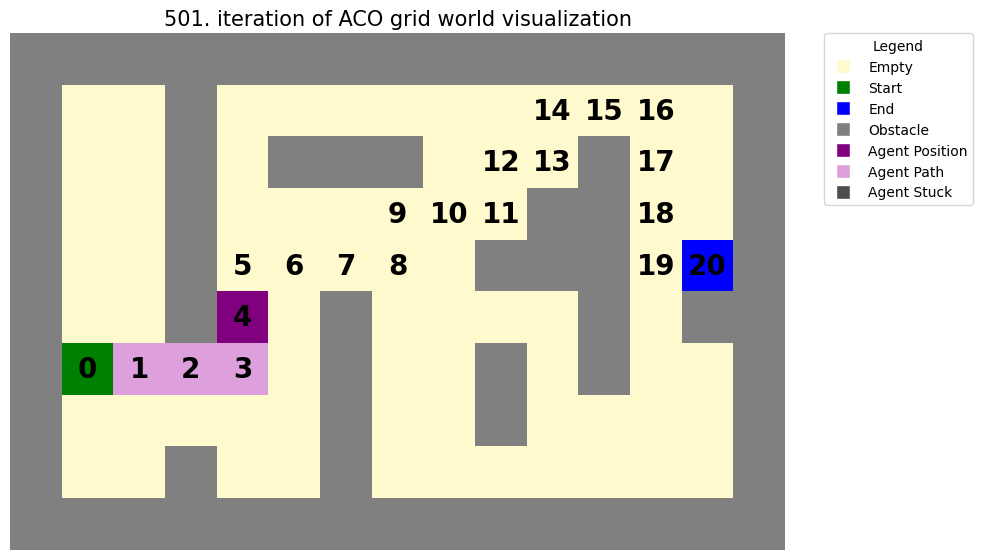 501. iteration of ACO grid world visualization
14 15 16
12 13 17
9 10 11 18
5 6 7 8 19 20
4
0 1 2 3
Legend
Empty
Start
End
Obstacle
Agent Position
Agent Path
Agent Stuck